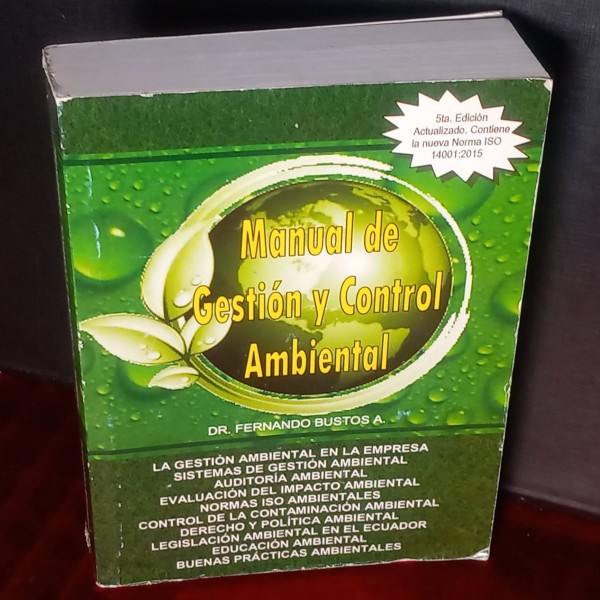 5ta. Edición
Actualizado. Contiene
la nueva Norma ISO
14001:2015
Manual de
Gestión y Control
Ambiental
DR. FERNANDO BUSTOS A.
LA GESTIÓN AMBIENTAL EN LA EMPRESA
SISTEMAS DE GESTIÓN AMBIENTAL
AUDITORÍA AMBIENTAL
EVALUACIÓN DEL IMPACTO AMBIENTAL
NORMAS ISO AMBIENTALES
CONTROL DE LA CONTAMINACIÓN AMBIENTAL
DERECHO Y POLÍTICA AMBIENTAL
LEGISLACIÓN AMBIENTAL EN EL ECUADOR
EDUCACIÓN AMBIENTAL
BUENAS PRÁCTICAS AMBIENTALES